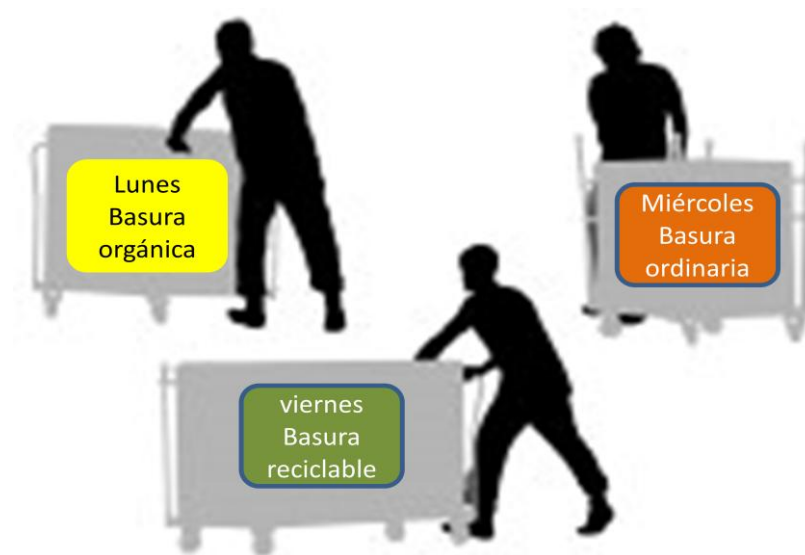 Lunes
Basura
orgánica
Miércoles
Basura
ordinaria
viernes
Basura
reciclable